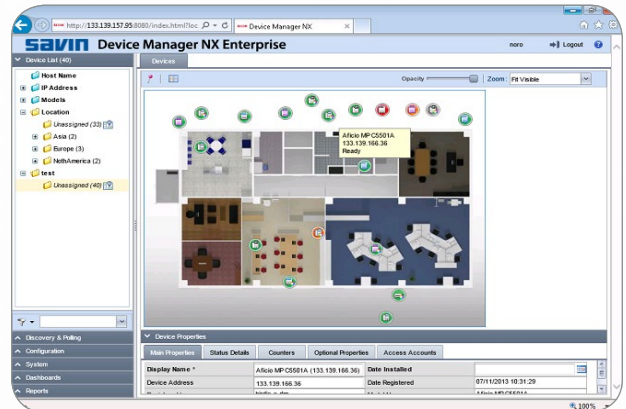 http://133.139.157.95:8080/index.html?loc
Device Manager NX
SAVIN Device Manager NX Enterprise
noro
Logout
Device List (40)
Devices
Host Name
IP Address
Models
Location
Unassigned (33)
Asia (2)
Europe (3)
NothAmerica (2)
test
Unassigned (40)
Opacity
Zoom: Fit Visible
Aficio MP C5501A
133.139.166.36
Ready
Discovery & Polling
Configuration
System
Dashboards
Reports
Device Properties
Main Properties
Status Details
Counters
Optional Properties
Access Accounts
Display Name *
Aficio MP C5501A (133.139.166.36)
Date Installed
Device Address
133.139.166.36
Date Registered
07/11/2013 10:31:29
100%